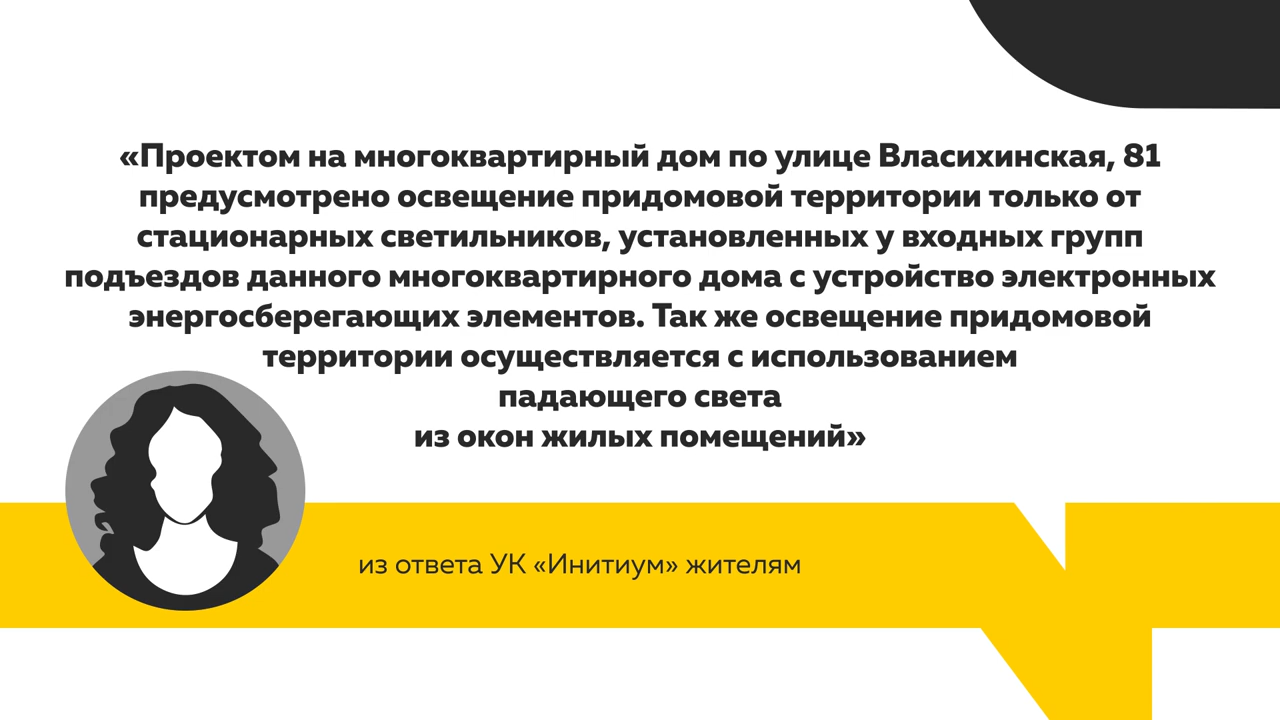 «Проектом на многоквартирный дом по улице Власихинская, 81
предусмотрено освещение придомовой территории только от
стационарных светильников, установленных у входных групп
подъездов данного многоквартирного дома с устройство электронных
энергосберегающих элементов. Так же освещение придомовой
территории осуществляется с использованием
падающего света
из окон жилых помещений»
из ответа УК «Инитиум» жителям